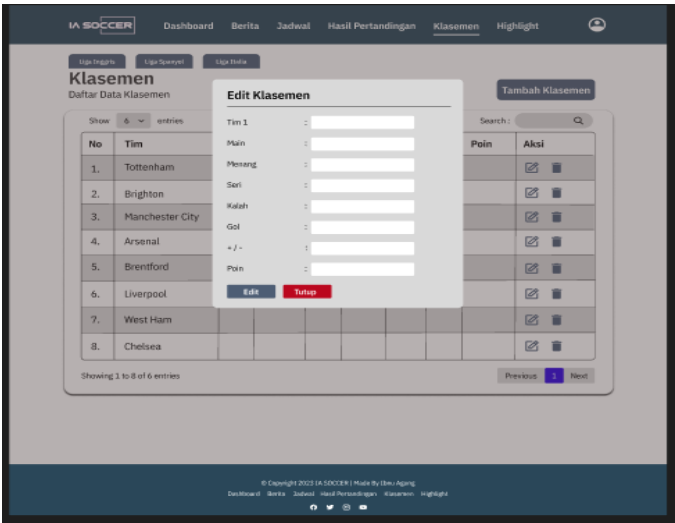 IA SOCCER Dashboard Berita Jadwal Hasil Pertandingan Klasemen Highlight
Liga Inggris Liga Spanyol Liga Italia
Klasemen
Daftar Data Klasemen
Tambah Klasemen
Show 6 entries
Search :
No Tim Poin Aksi
1. Tottenham
2. Brighton
3. Manchester City
4. Arsenal
5. Brentford
6. Liverpool
7. West Ham
8. Chelsea
Edit Klasemen
Tim 1 :
Main :
Menang :
Seri :
Kalah :
Gol :
+ / - :
Poin :
Edit Tutup
Showing 1 to 8 of 6 entries
Previous 1 Next
© Copyright 2023 IA SOCCER | Made By Ibnu Agang
Dashboard Berita Jadwal Hasil Pertandingan Klasemen Highlight